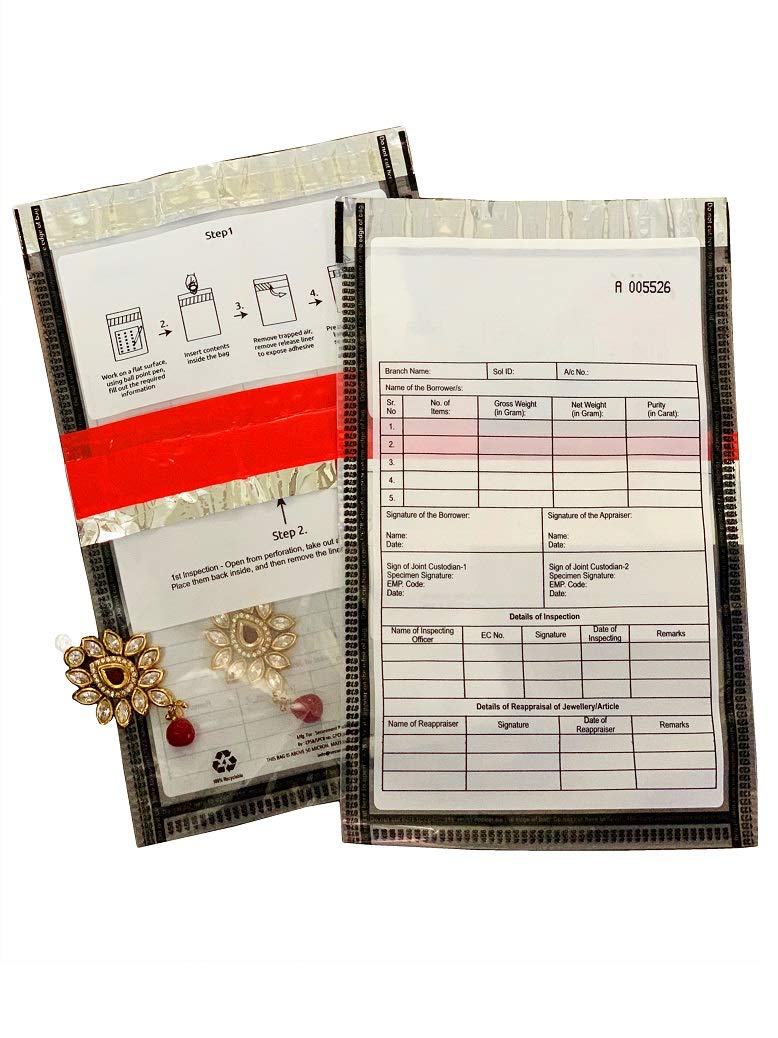 Step1
2.
3.
4.
Work on a flat surface,
using ball point pen,
fill out the required
information
Insert contents
inside the bag
Remove trapped air,
remove release liner
to expose adhesive
Step 2.
1st Inspection - Open from perforation, take out
Place them back inside, and then remove the
THIS BAG IS ABOVE 50 MICRON.
100% Recyclable
A 005526
Branch Name: Sol ID: A/c No.:
Name of the Borrower/s:
Sr. No No. of Items: Gross Weight (in Gram): Net Weight (in Gram): Purity (in Carat):
1.
2.
3.
4.
5.
Signature of the Borrower: Signature of the Appraiser:
Name: Name:
Date: Date:
Sign of Joint Custodian-1 Sign of Joint Custodian-2
Specimen Signature: Specimen Signature:
EMP. Code: EMP. Code:
Date: Date:
Details of Inspection
Name of Inspecting Officer EC No. Signature Date of Inspecting Remarks
Details of Reappraisal of Jewellery/Article
Name of Reappraiser Signature Date of Reappraiser Remarks